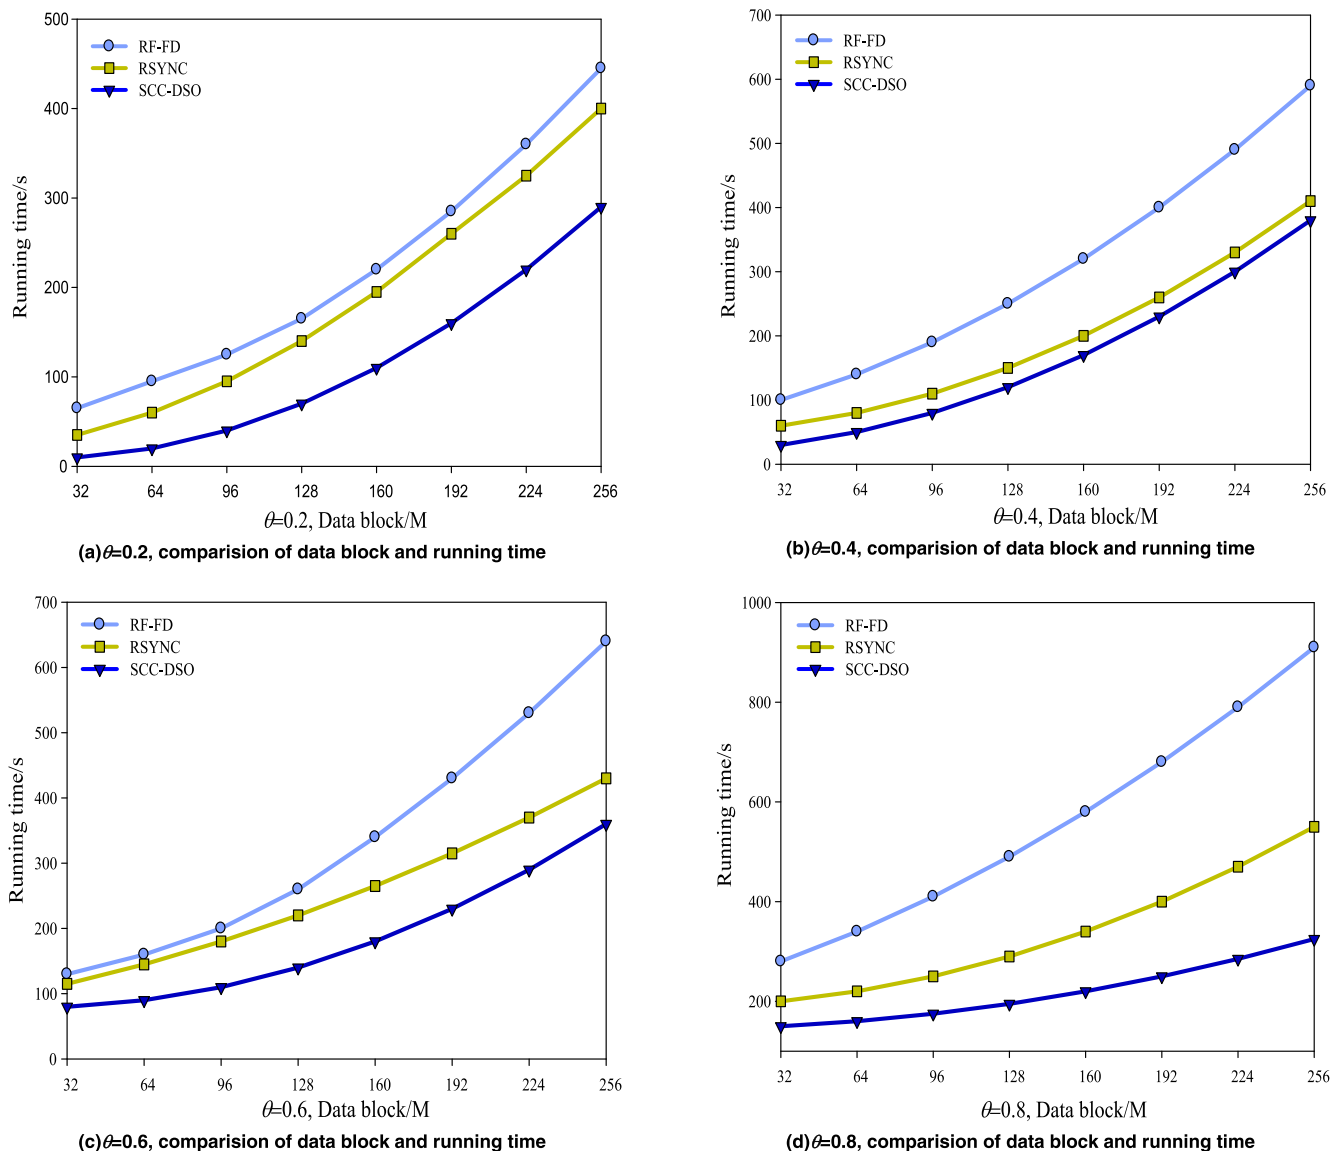 500
400
300
200
100
0
Running time/s
RF-FD
RSYNC
SCC-DSO
32 64 96 128 160 192 224 256
θ=0.2, Data block/M
(a)θ=0.2, comparision of data block and running time
700
600
500
400
300
200
100
0
Running time/s
RF-FD
RSYNC
SCC-DSO
32 64 96 128 160 192 224 256
θ=0.4, Data block/M
(b)θ=0.4, comparision of data block and running time
700
600
500
400
300
200
100
0
Running time/s
RF-FD
RSYNC
SCC-DSO
32 64 96 128 160 192 224 256
θ=0.6, Data block/M
(c)θ=0.6, comparision of data block and running time
1000
800
600
400
200
Running time/s
RF-FD
RSYNC
SCC-DSO
32 64 96 128 160 192 224 256
θ=0.8, Data block/M
(d)θ=0.8, comparision of data block and running time